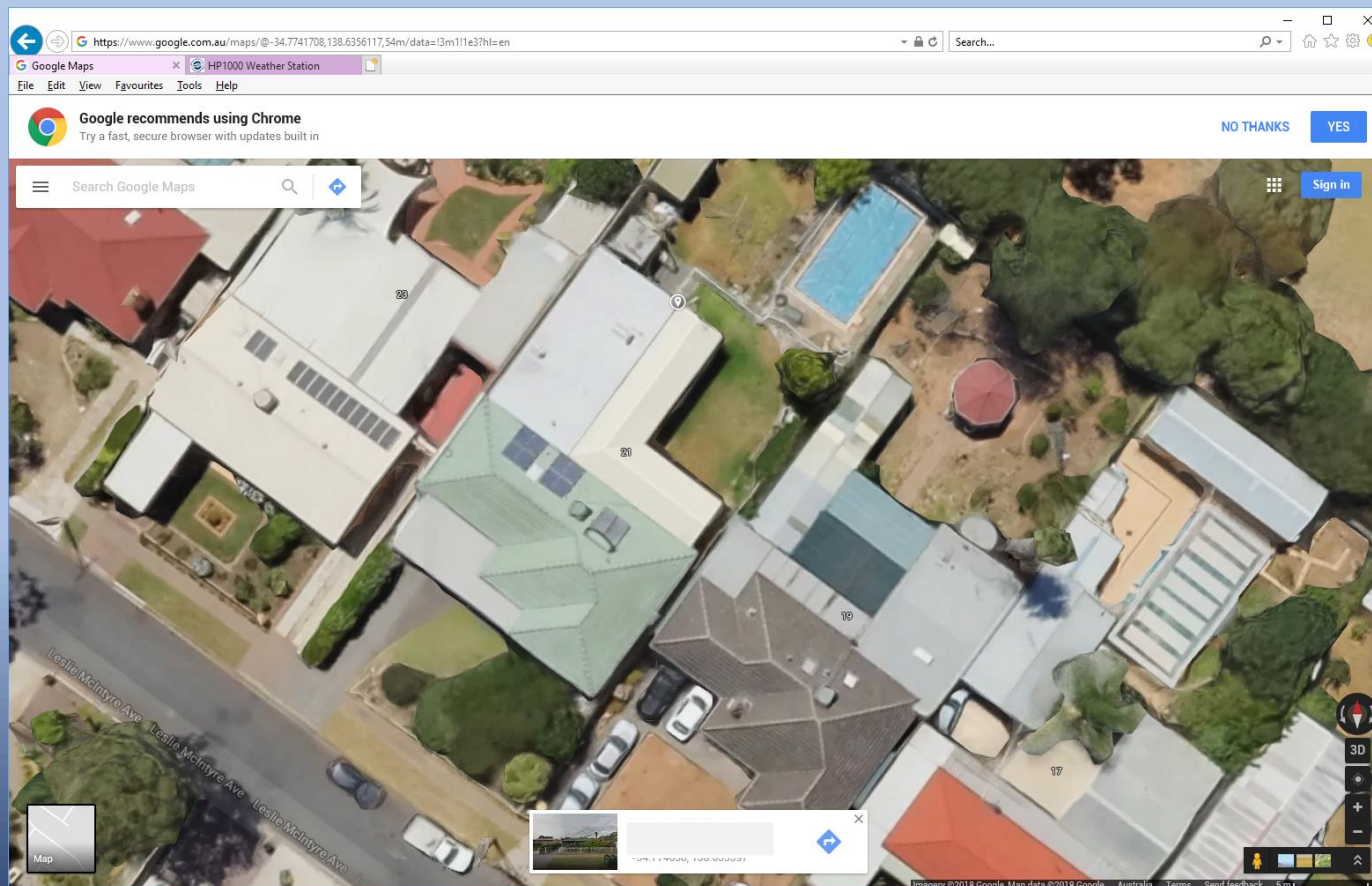 https://www.google.com.au/maps/@-34.7741708,138.6356117,54m/data=!3m1!1e3?hl=en
Search...
Google Maps
HP1000 Weather Station
File Edit View Favourites Tools Help
Google recommends using Chrome
Try a fast, secure browser with updates built in
NO THANKS
YES
Search Google Maps
Sign in
23
21
19
17
Leslie McIntyre Ave
Leslie McIntyre Ave
Leslie McIntyre Ave
3D
Map
Imagery ©2018 Google, Map data ©2018 Google Australia Terms Send feedback 5 m